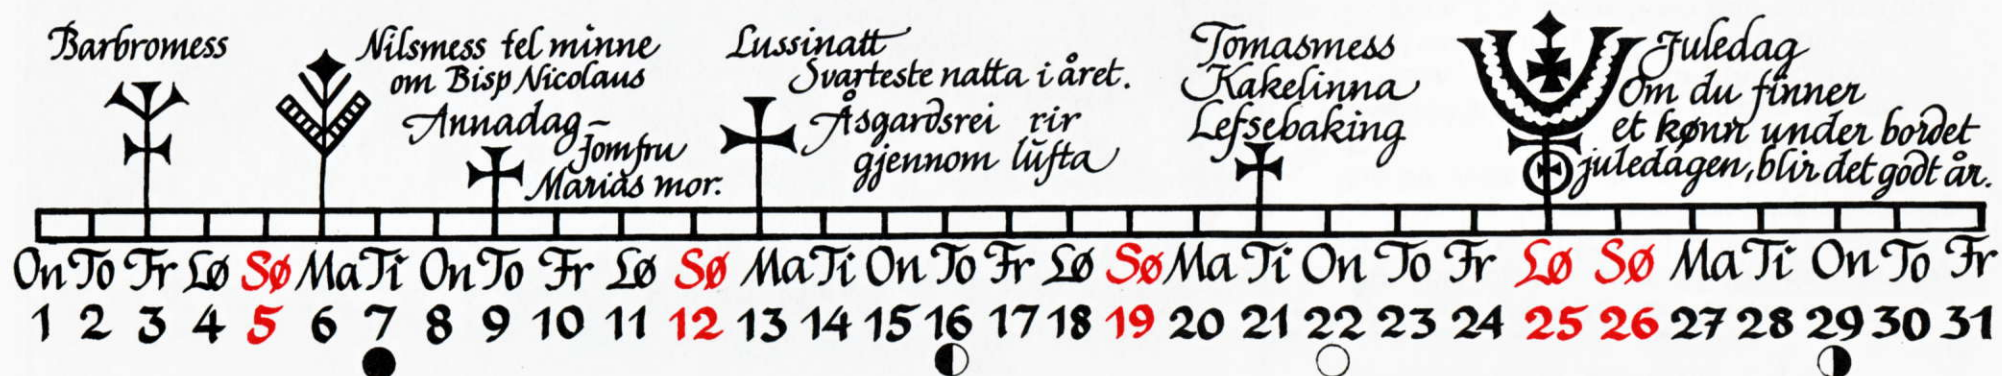 Barbromess
Nilsmess tel minne
om Bisp Nicolaus
Annadag –
Jomfru
Marias mor.
Lussinatt
Svarteste natta i året.
Åsgardsrei rir
gjennom lufta
Tomasmess
Kakelinna
Lefsebaking
Juledag
Om du finner
et kønn under bordet
juledagen, blir det godt år.
On To Fr Lø Sø Ma Ti On To Fr Lø Sø Ma Ti On To Fr Lø Sø Ma Ti On To Fr Lø Sø Ma Ti On To Fr
1 2 3 4 5 6 7 8 9 10 11 12 13 14 15 16 17 18 19 20 21 22 23 24 25 26 27 28 29 30 31